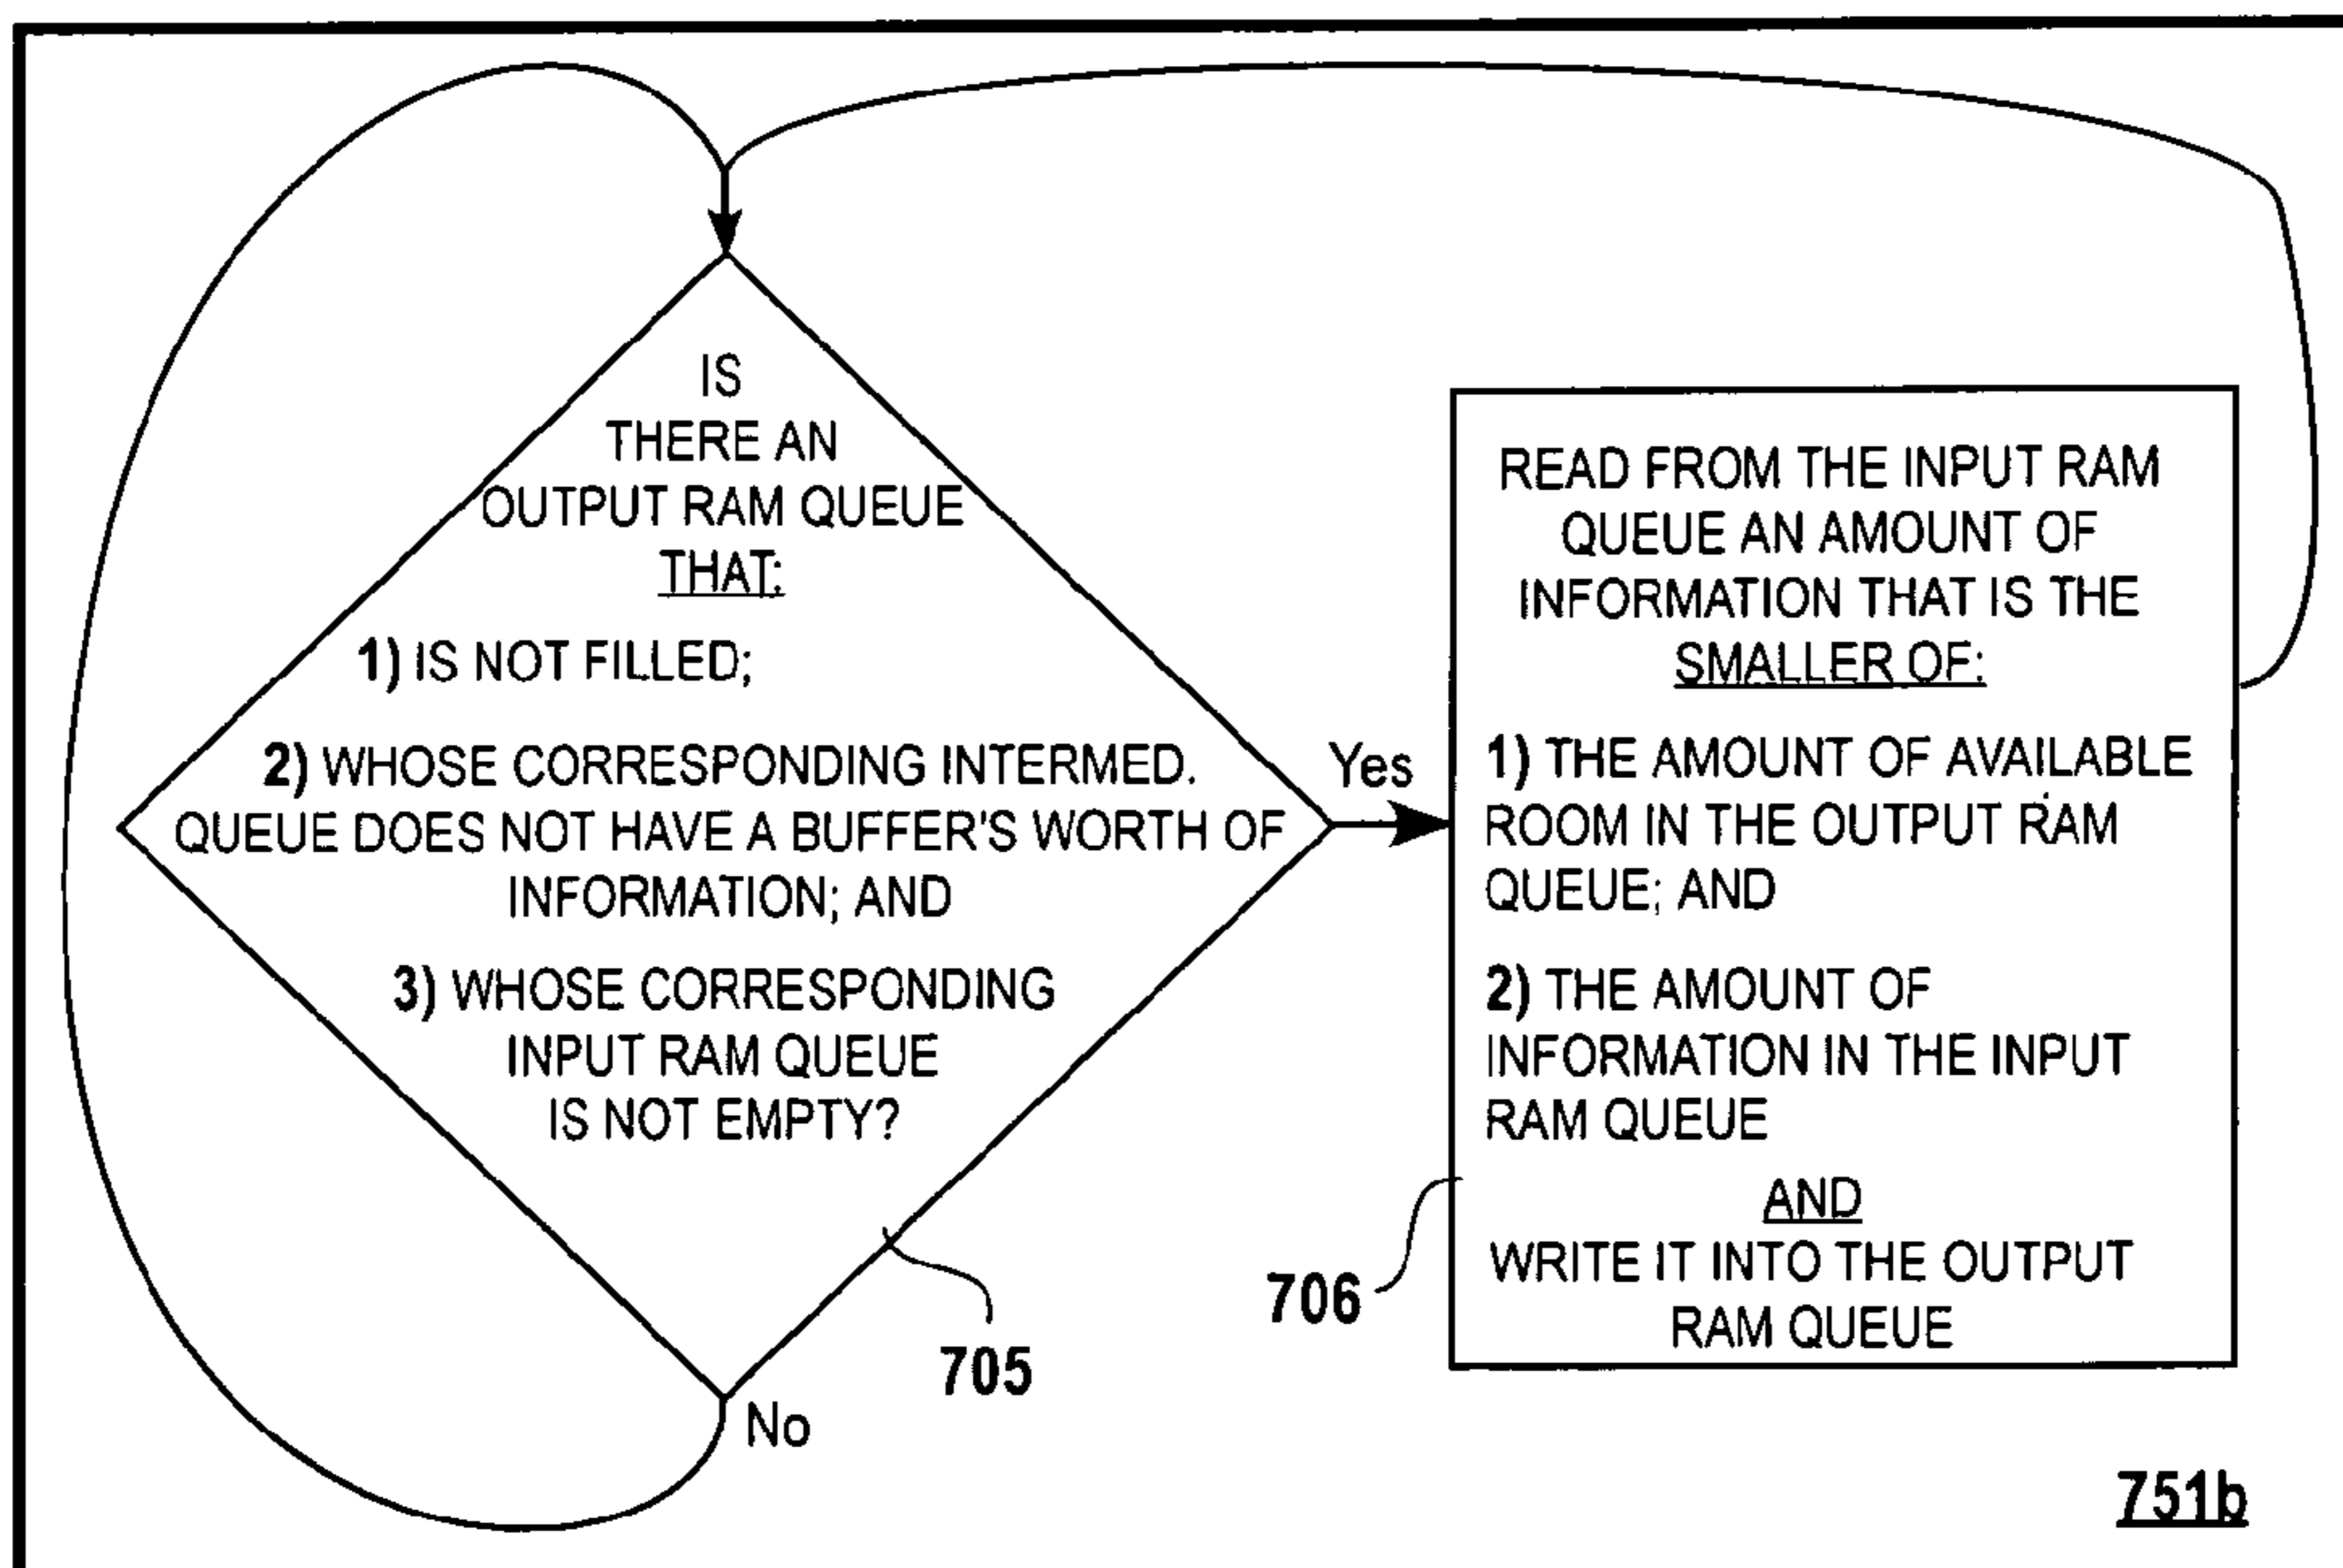 IS
THERE AN
OUTPUT RAM QUEUE
THAT:
1) IS NOT FILLED;
2) WHOSE CORRESPONDING INTERMED.
QUEUE DOES NOT HAVE A BUFFER'S WORTH OF
INFORMATION; AND
3) WHOSE CORRESPONDING
INPUT RAM QUEUE
IS NOT EMPTY?
705
No
Yes
READ FROM THE INPUT RAM
QUEUE AN AMOUNT OF
INFORMATION THAT IS THE
SMALLER OF:
1) THE AMOUNT OF AVAILABLE
ROOM IN THE OUTPUT RAM
QUEUE; AND
2) THE AMOUNT OF
INFORMATION IN THE INPUT
RAM QUEUE
AND
WRITE IT INTO THE OUTPUT
RAM QUEUE
706
751b